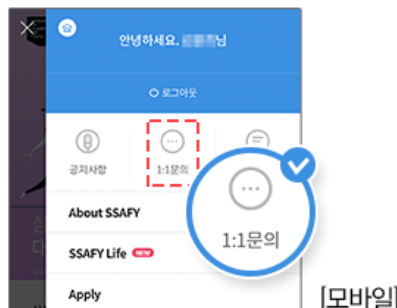 안녕하세요. 님
로그아웃
공지사항
1:1문의
About SSAFY
1:1문의
SSAFY Life NEW
Apply
[모바일]